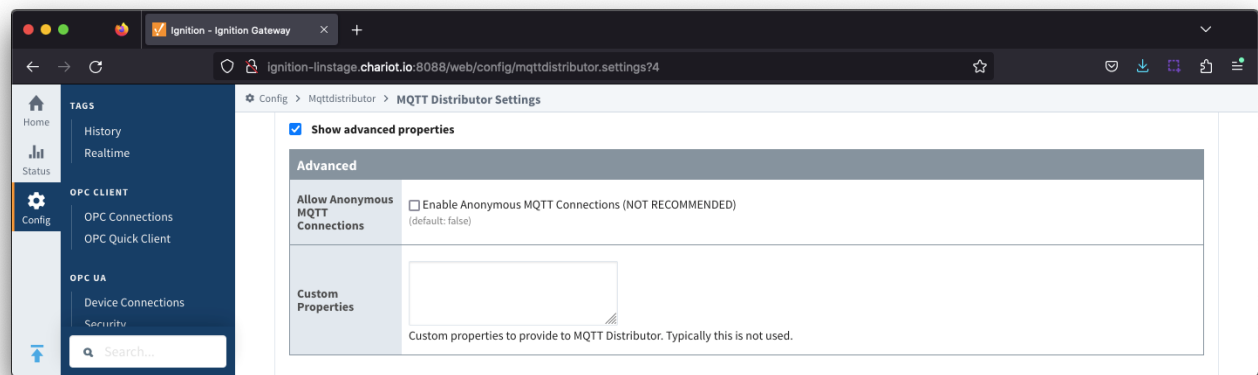 Ignition - Ignition Gateway
ignition-linstage.chariot.io:8088/web/config/mqttdistributor.settings?4
Home
Status
Config
TAGS
History
Realtime
OPC CLIENT
OPC Connections
OPC Quick Client
OPC UA
Device Connections
Security
Search...
Config > Mqttdistributor > MQTT Distributor Settings
Show advanced properties
Advanced
Allow Anonymous
MQTT
Connections
Enable Anonymous MQTT Connections (NOT RECOMMENDED)
(default: false)
Custom
Properties
Custom properties to provide to MQTT Distributor. Typically this is not used.